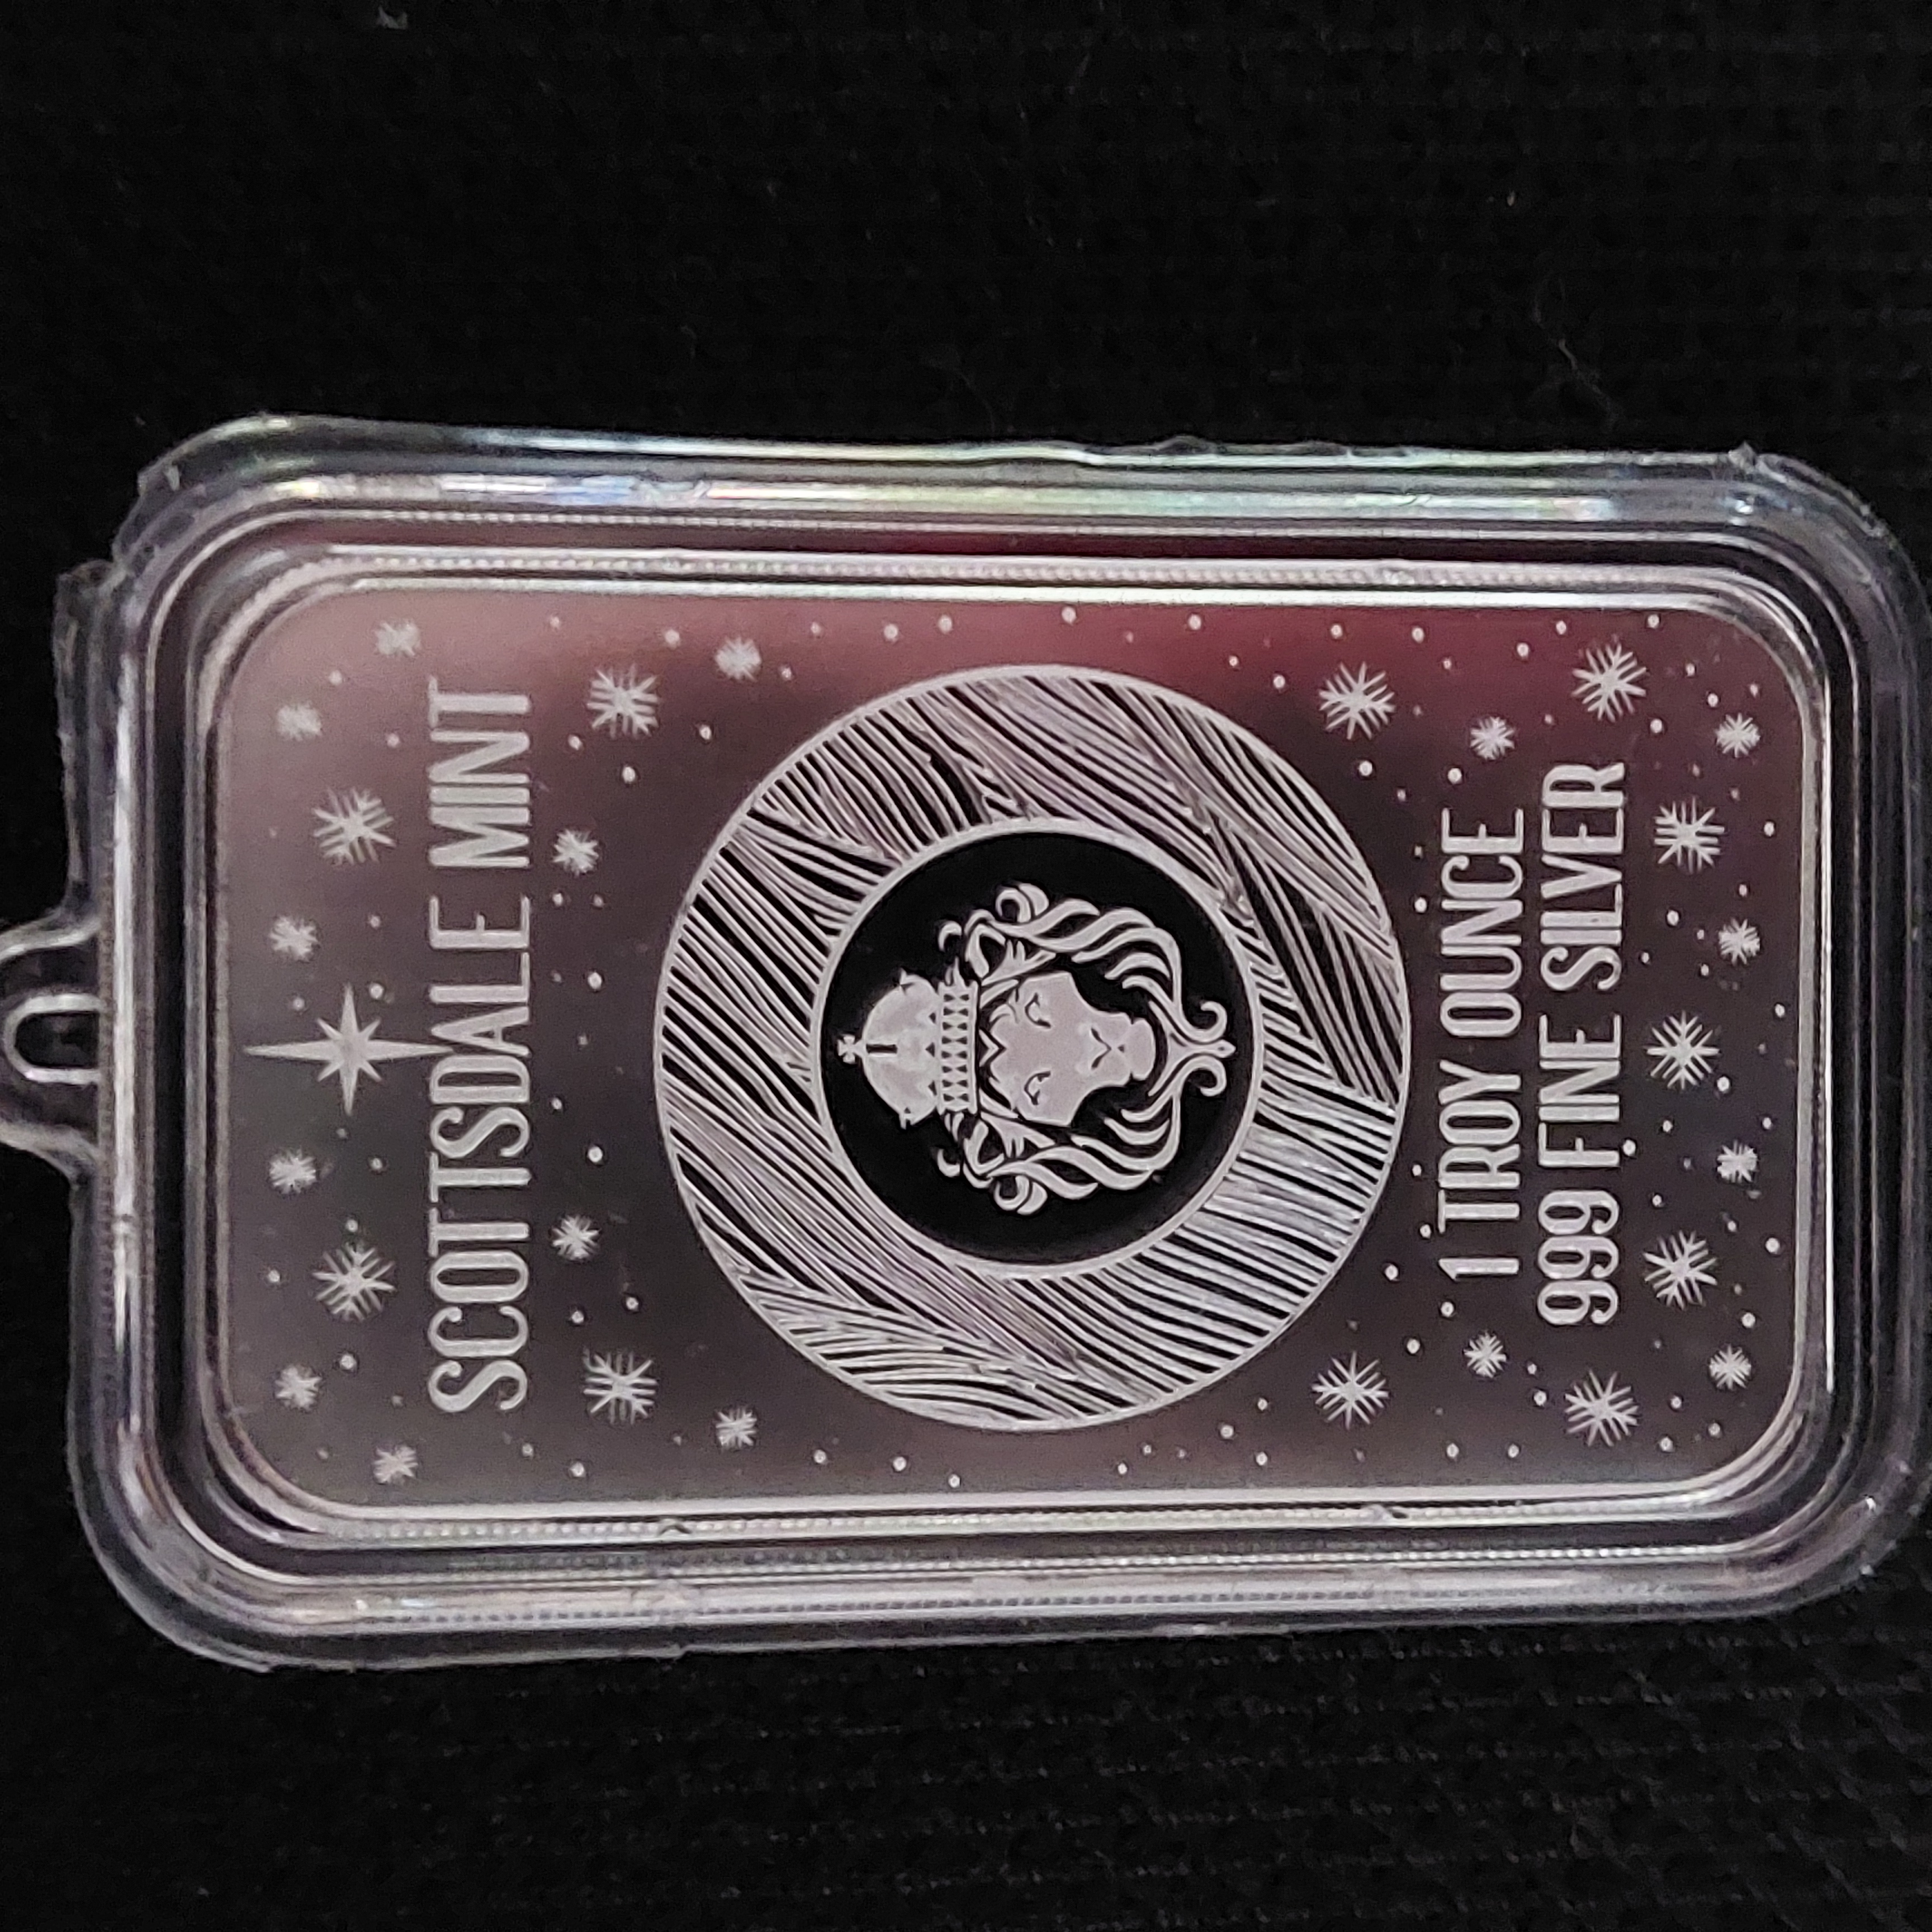 SCOTTSDALE MINT
1 TROY OUNCE
999 FINE SILVER